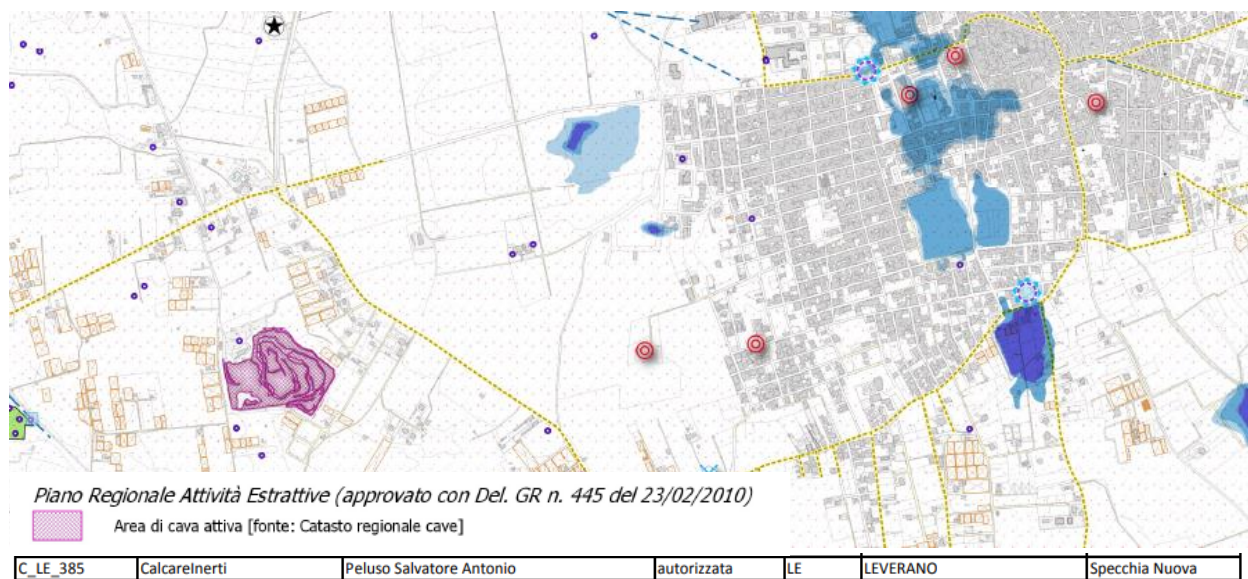 Piano Regionale Attività Estrattive (approvato con Del. GR n. 445 del 23/02/2010)
Area di cava attiva [fonte: Catasto regionale cave]
C_LE_385 CalcareInerti Peluso Salvatore Antonio autorizzata LE LEVERANO Specchia Nuova